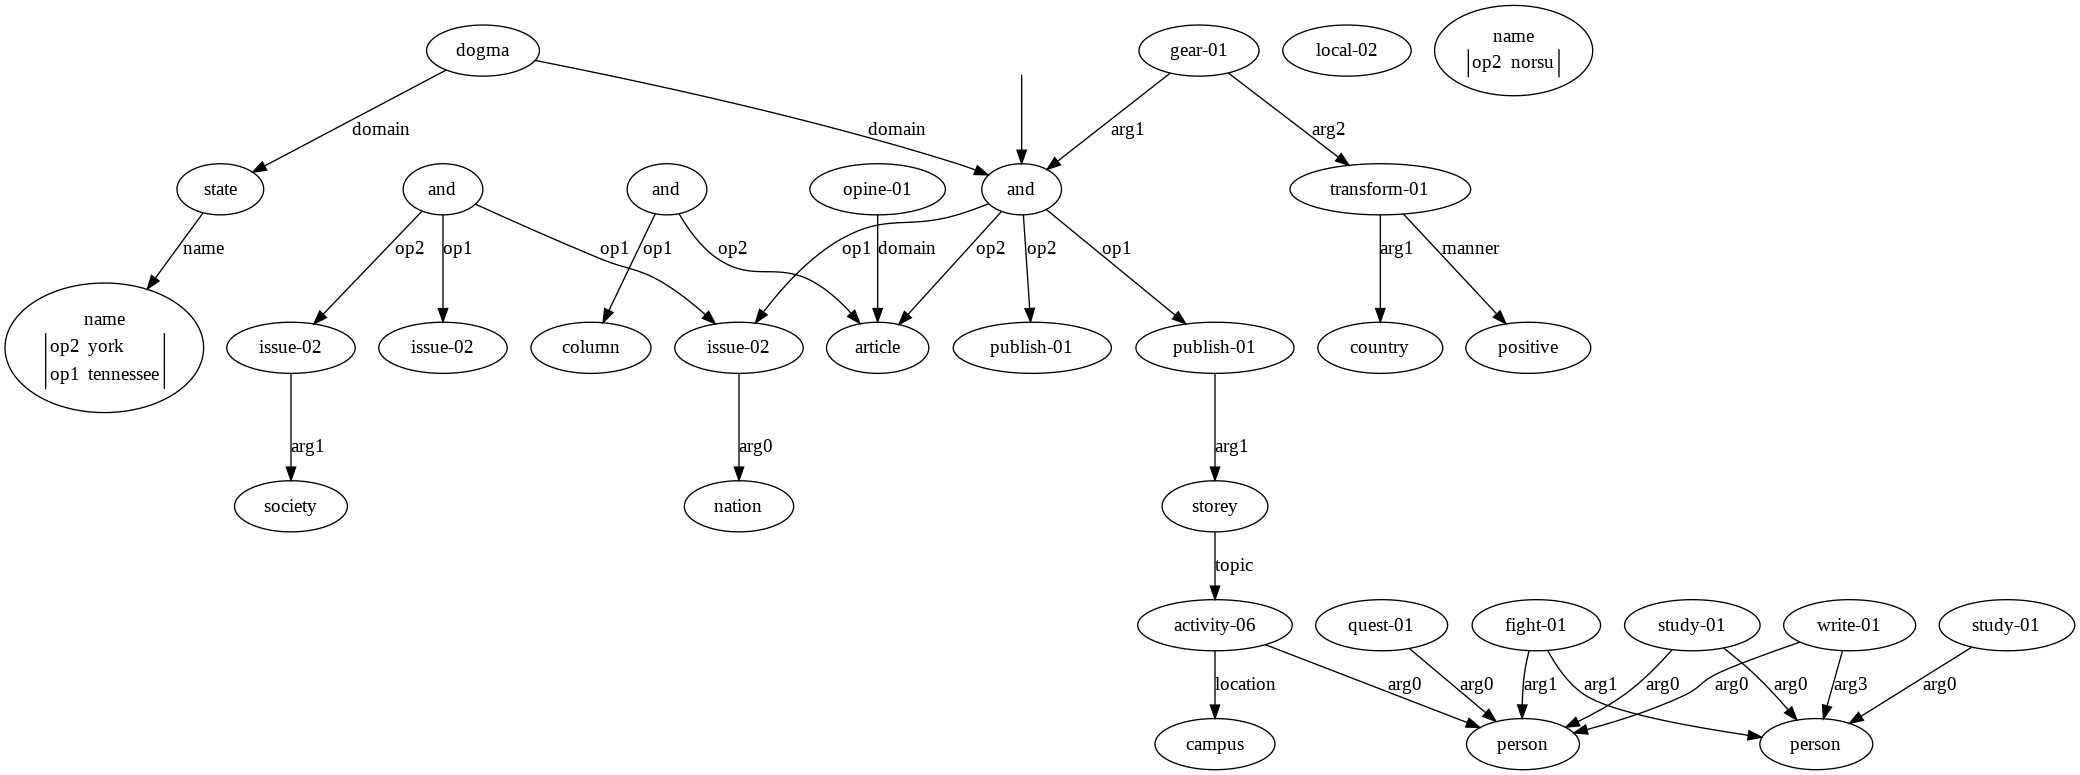 dogma
gear-01
local-02
name
op2 norsu
domain
domain
arg1
arg2
state
and
and
opine-01
and
transform-01
name
op2
op1
op1
op1
op2
op1
domain
op2
op2
op1
arg1
manner
name
op2 york
op1 tennessee
issue-02
issue-02
column
issue-02
article
publish-01
publish-01
country
positive
arg1
arg0
arg1
society
nation
storey
topic
activity-06
quest-01
fight-01
study-01
write-01
study-01
location
arg0
arg0
arg1
arg1
arg0
arg0
arg0
arg3
arg0
campus
person
person